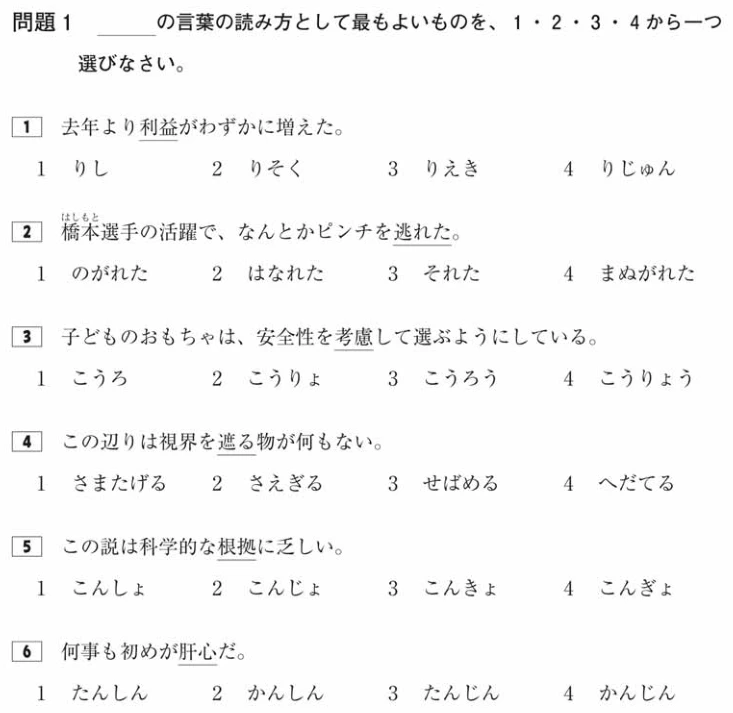 問題1 ＿＿＿の言葉の読み方として最もよいものを、1・2・3・4から一つ
選びなさい。
1 去年より利益がわずかに増えた。
1 りし 2 りそく 3 りえき 4 りじゅん
はしもと
2 橋本選手の活躍で、なんとかピンチを逃れた。
1 のがれた 2 はなれた 3 それた 4 まぬがれた
3 子どものおもちゃは、安全性を考慮して選ぶようにしている。
1 こうろ 2 こうりょ 3 こうろう 4 こうりょう
4 この辺りは視界を遮る物が何もない。
1 さまたげる 2 さえぎる 3 せばめる 4 へだてる
5 この説は科学的な根拠に乏しい。
1 こんしょ 2 こんじょ 3 こんきょ 4 こんぎょ
6 何事も初めが肝心だ。
1 たんしん 2 かんしん 3 たんじん 4 かんじん